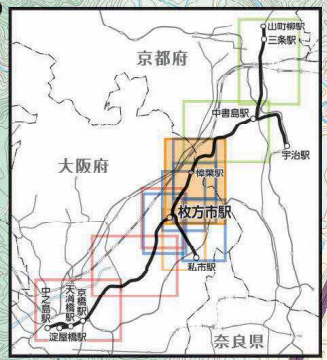 山町柳駅
三条駅
京都府
中書島駅
宇治駅
大阪府
樟葉駅
枚方市駅
私市駅
京橋駅
天満橋駅
中之島駅
淀屋橋駅
奈良県